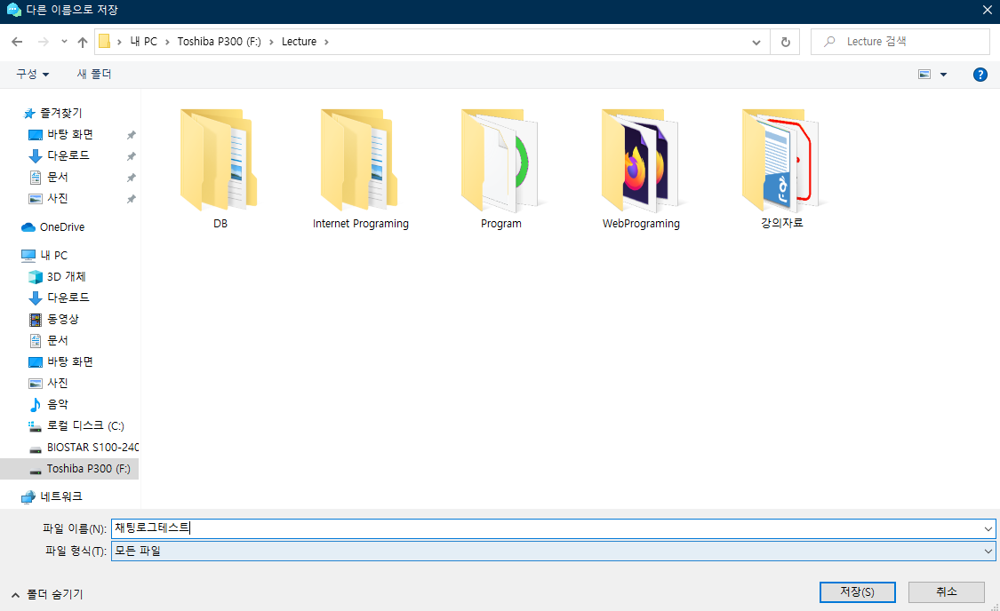 다른 이름으로 저장
내 PC > Toshiba P300 (F:) > Lecture >
Lecture 검색
구성
새 폴더
즐겨찾기
바탕 화면
다운로드
문서
사진
OneDrive
내 PC
3D 개체
다운로드
동영상
문서
바탕 화면
사진
음악
로컬 디스크 (C:)
BIOSTAR S100-240
Toshiba P300 (F:)
네트워크
DB
Internet Programing
Program
WebPrograming
강의자료
파일 이름(N):
채팅로그테스트
파일 형식(T):
모든 파일
폴더 숨기기
저장(S)
취소